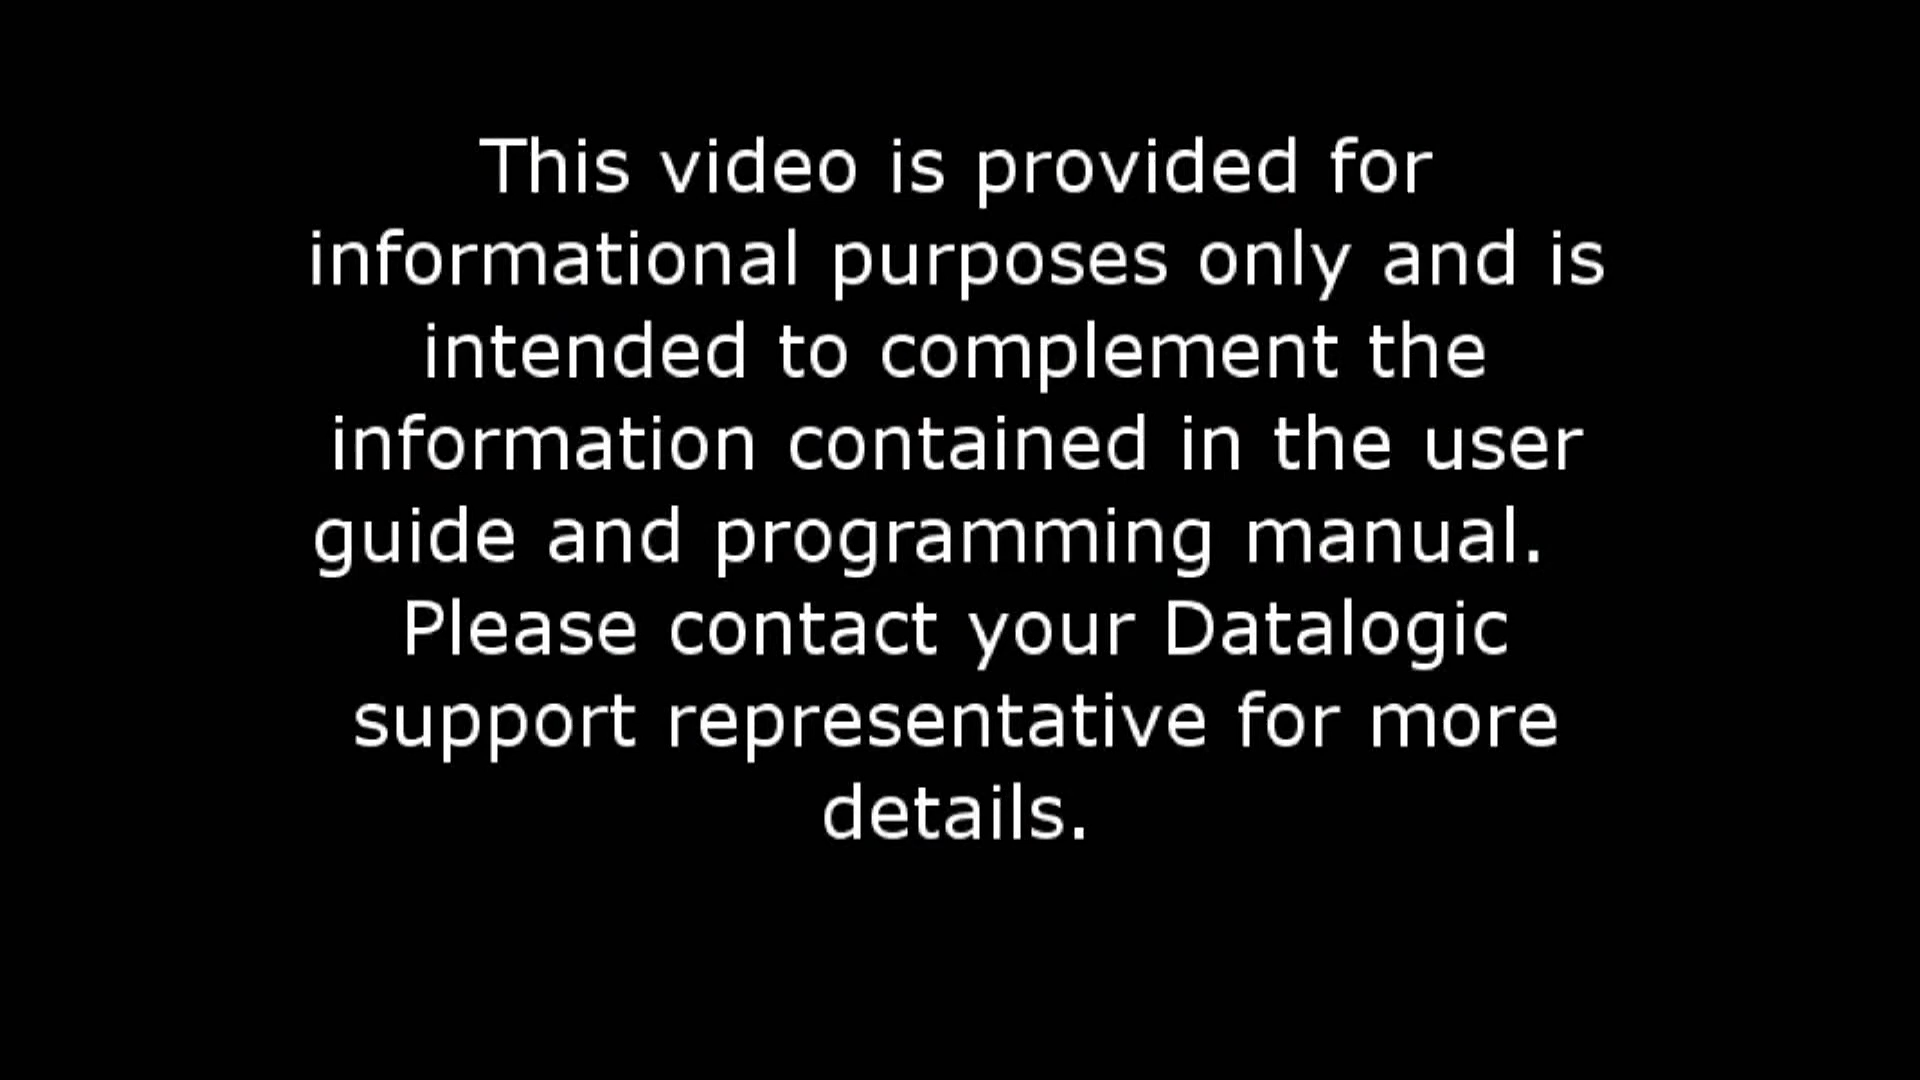 This video is provided for
informational purposes only and is
intended to complement the
information contained in the user
guide and programming manual.
Please contact your Datalogic
support representative for more
details.